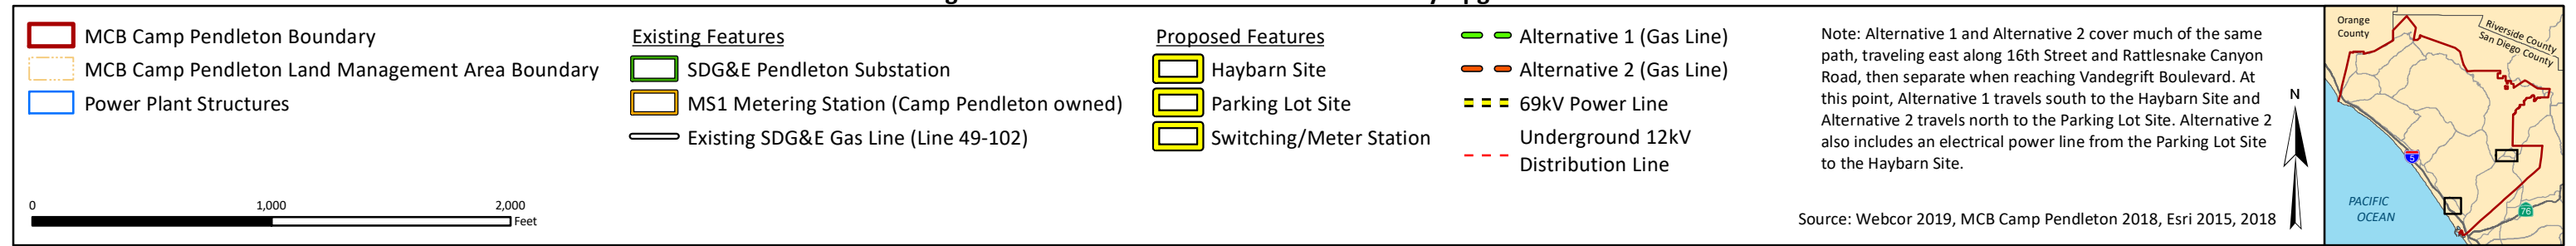 MCB Camp Pendleton Boundary
MCB Camp Pendleton Land Management Area Boundary
Power Plant Structures
0 1,000 2,000
Feet
Existing Features
SDG&E Pendleton Substation
MS1 Metering Station (Camp Pendleton owned)
Existing SDG&E Gas Line (Line 49-102)
Proposed Features
Haybarn Site
Parking Lot Site
Switching/Meter Station
Alternative 1 (Gas Line)
Alternative 2 (Gas Line)
69kV Power Line
Underground 12kV
Distribution Line
Note: Alternative 1 and Alternative 2 cover much of the same
path, traveling east along 16th Street and Rattlesnake Canyon
Road, then separate when reaching Vandegrift Boulevard. At
this point, Alternative 1 travels south to the Haybarn Site and
Alternative 2 travels north to the Parking Lot Site. Alternative 2
also includes an electrical power line from the Parking Lot Site
to the Haybarn Site.
Source: Webcor 2019, MCB Camp Pendleton 2018, Esri 2015, 2018
N
Orange
County
Riverside County
San Diego County
5
PACIFIC
OCEAN
76